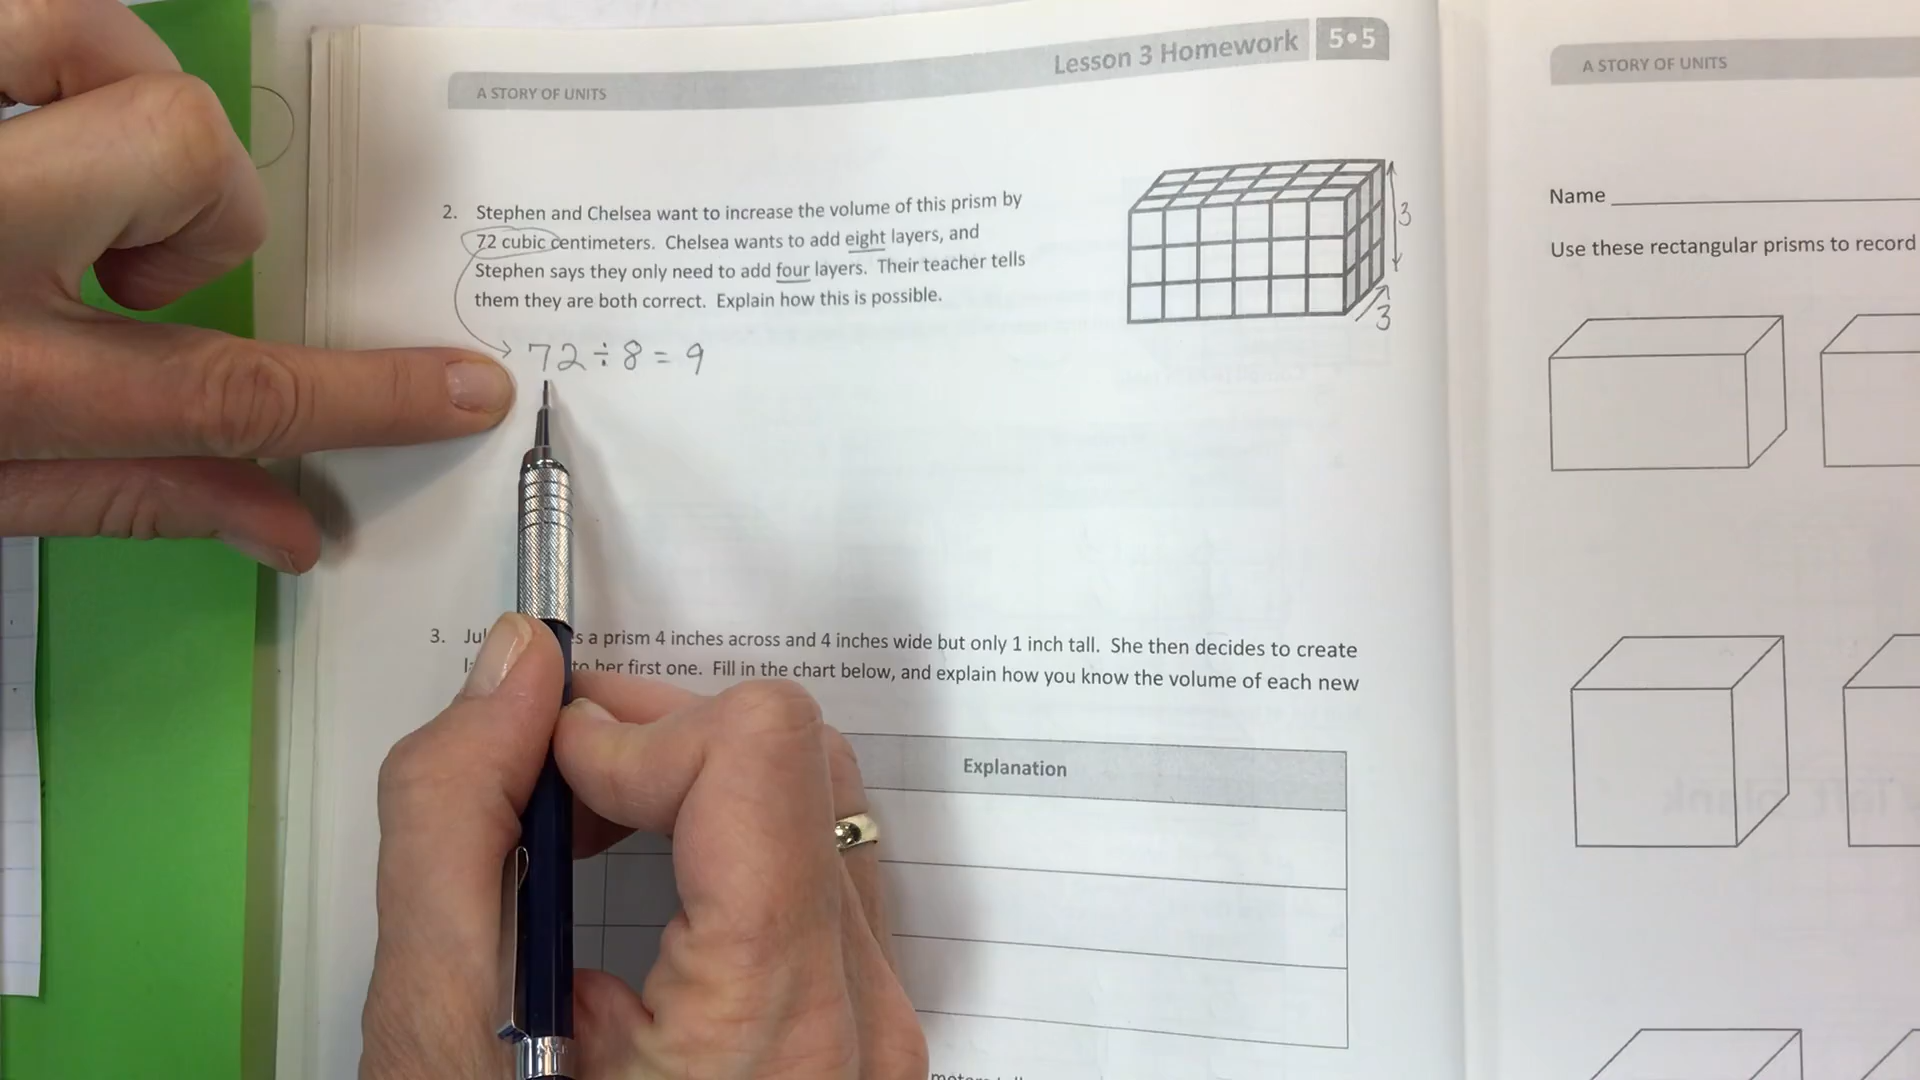 Lesson 3 Homework 5•5
A STORY OF UNITS
2. Stephen and Chelsea want to increase the volume of this prism by
72 cubic centimeters. Chelsea wants to add eight layers, and
Stephen says they only need to add four layers. Their teacher tells
them they are both correct. Explain how this is possible.
3
3
72 ÷ 8 = 9
3. a prism 4 inches across and 4 inches wide but only 1 inch tall. She then decides to create
to her first one. Fill in the chart below, and explain how you know the volume of each new
Explanation
A STORY OF UNITS
Name
Use these rectangular prisms to record